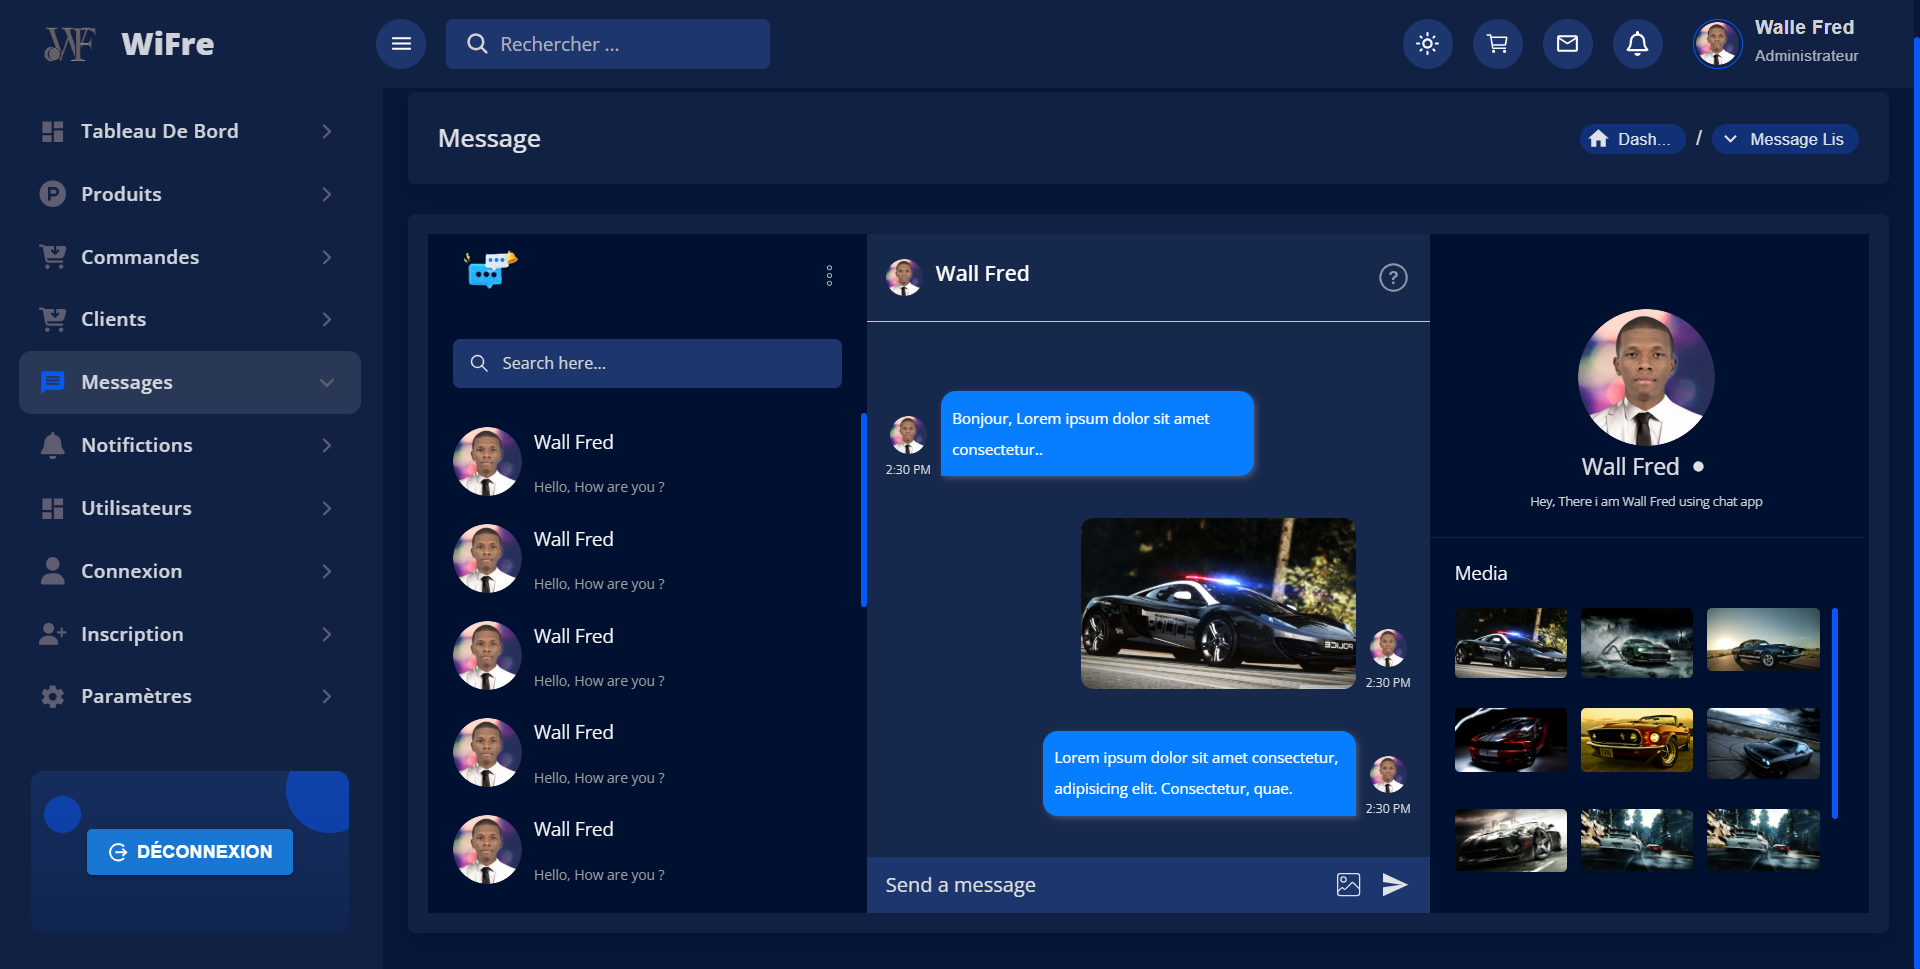 WF
WiFre
Rechercher ...
Walle Fred
Administrateur
Tableau De Bord
P
Produits
Commandes
Clients
Messages
Notifictions
Utilisateurs
Connexion
Inscription
Paramètres
DÉCONNEXION
Message
Dash...
/
Message Lis
Search here...
Wall Fred
Hello, How are you ?
Wall Fred
Hello, How are you ?
Wall Fred
Hello, How are you ?
Wall Fred
Hello, How are you ?
Wall Fred
Hello, How are you ?
Wall Fred
?
Bonjour, Lorem ipsum dolor sit amet
consectetur..
2:30 PM
POLICE
POLICE
2:30 PM
Lorem ipsum dolor sit amet consectetur,
adipisicing elit. Consectetur, quae.
2:30 PM
Send a message
Wall Fred
Hey, There i am Wall Fred using chat app
Media